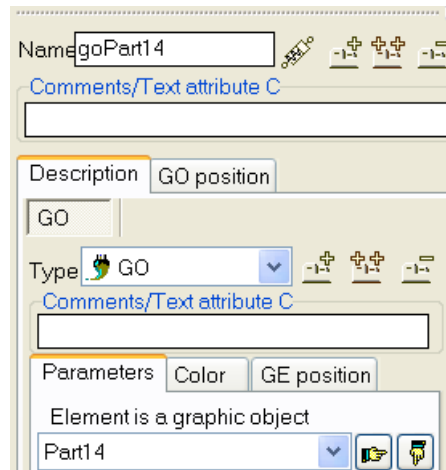 Name goPart14
Comments/Text attribute C
Description GO position
GO
Type GO
Comments/Text attribute C
Parameters Color GE position
Element is a graphic object
Part14